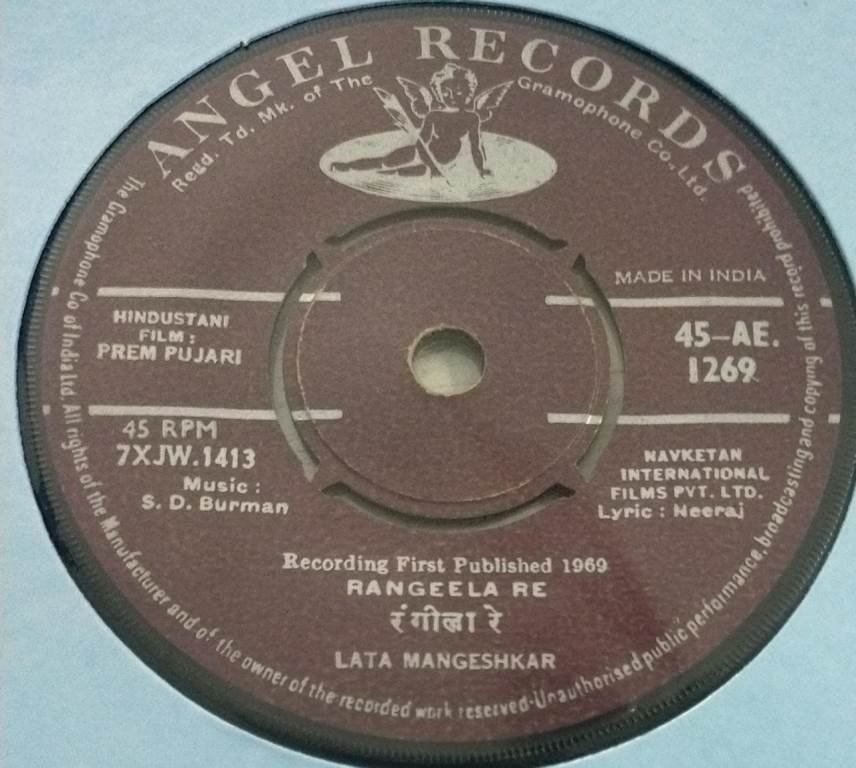 ANGEL RECORDS
Regd. Td. Mk. of The Gramophone Co., Ltd.
MADE IN INDIA
HINDUSTANI
FILM :
PREM PUJARI
45-AE.
1269
45 RPM
7XJW.1413
Music :
S. D. Burman
NAVKETAN
INTERNATIONAL
FILMS PVT. LTD.
Lyric : Neeraj
Recording First Published 1969
RANGEELA RE
रंगीला रे
LATA MANGESHKAR
The Gramophone Co of India Ltd. All rights of the Manufacturer and of the owner of the recorded work reserved-Unauthorised public performance, broadcasting and copying of this record prohibited